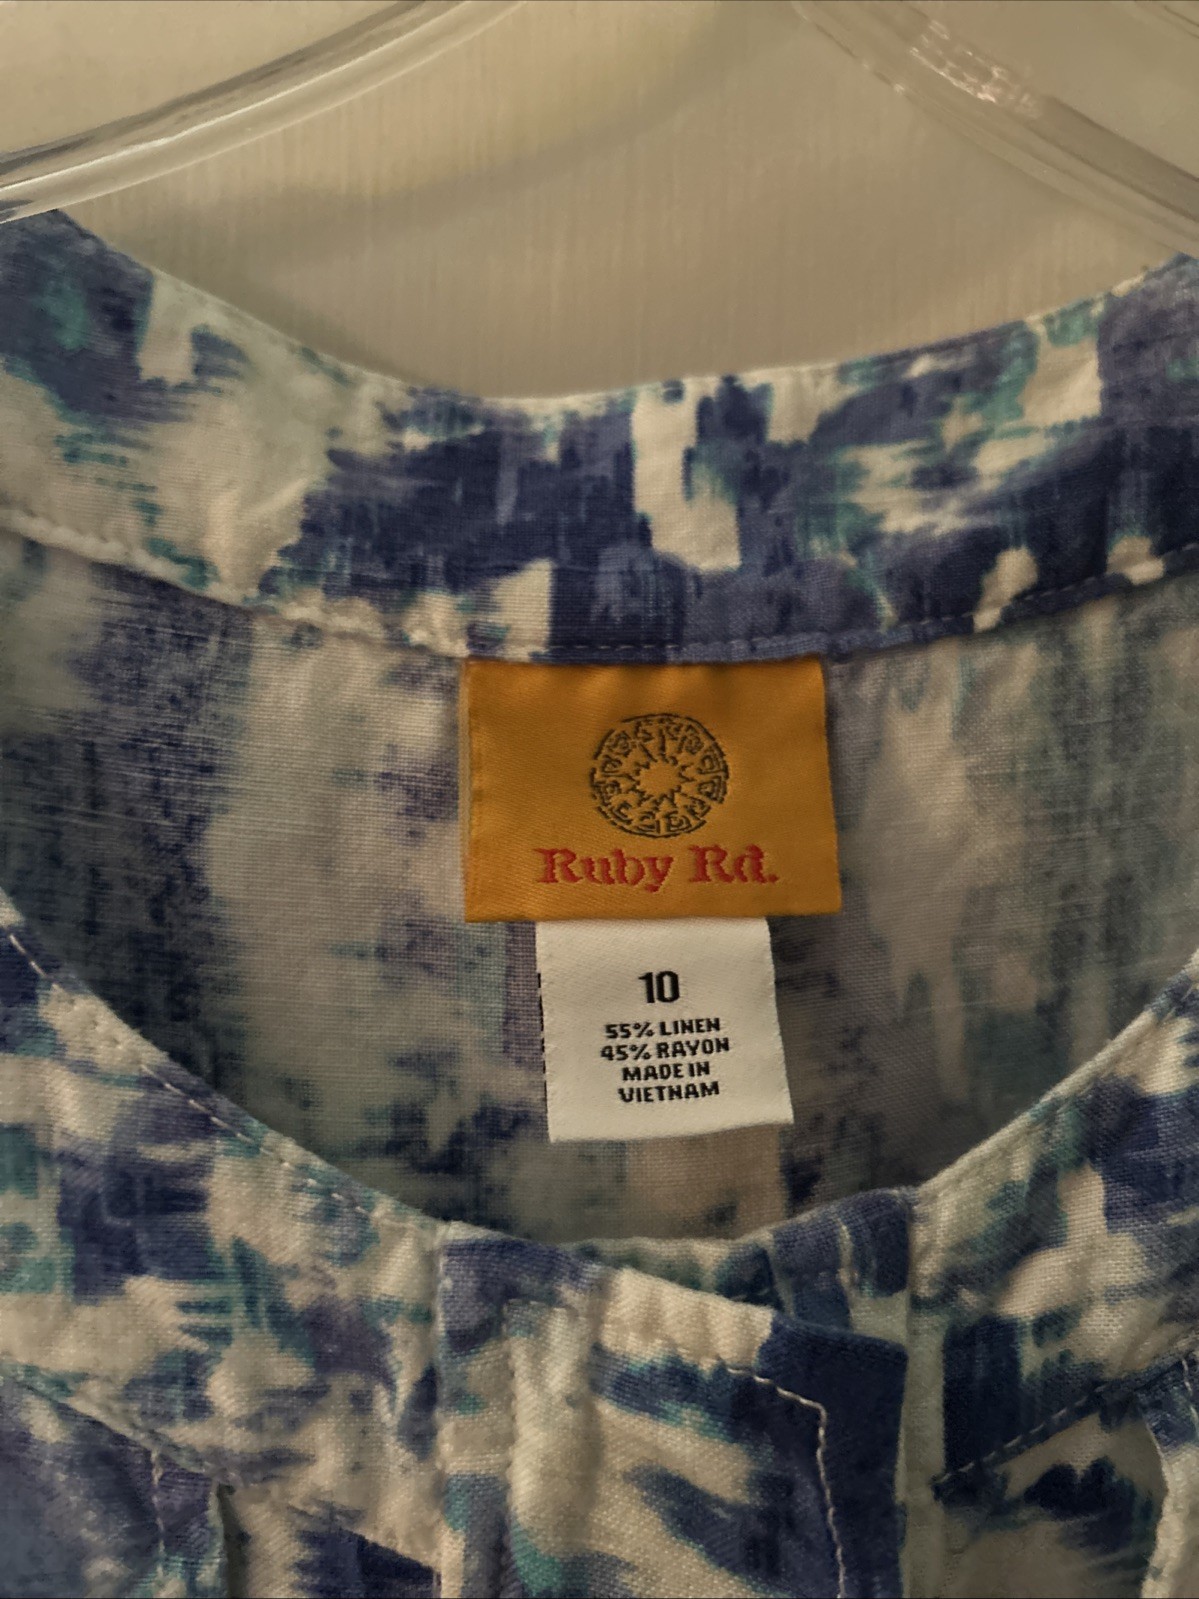 Ruby Rd.
10
55% LINEN
45% RAYON
MADE IN
VIETNAM